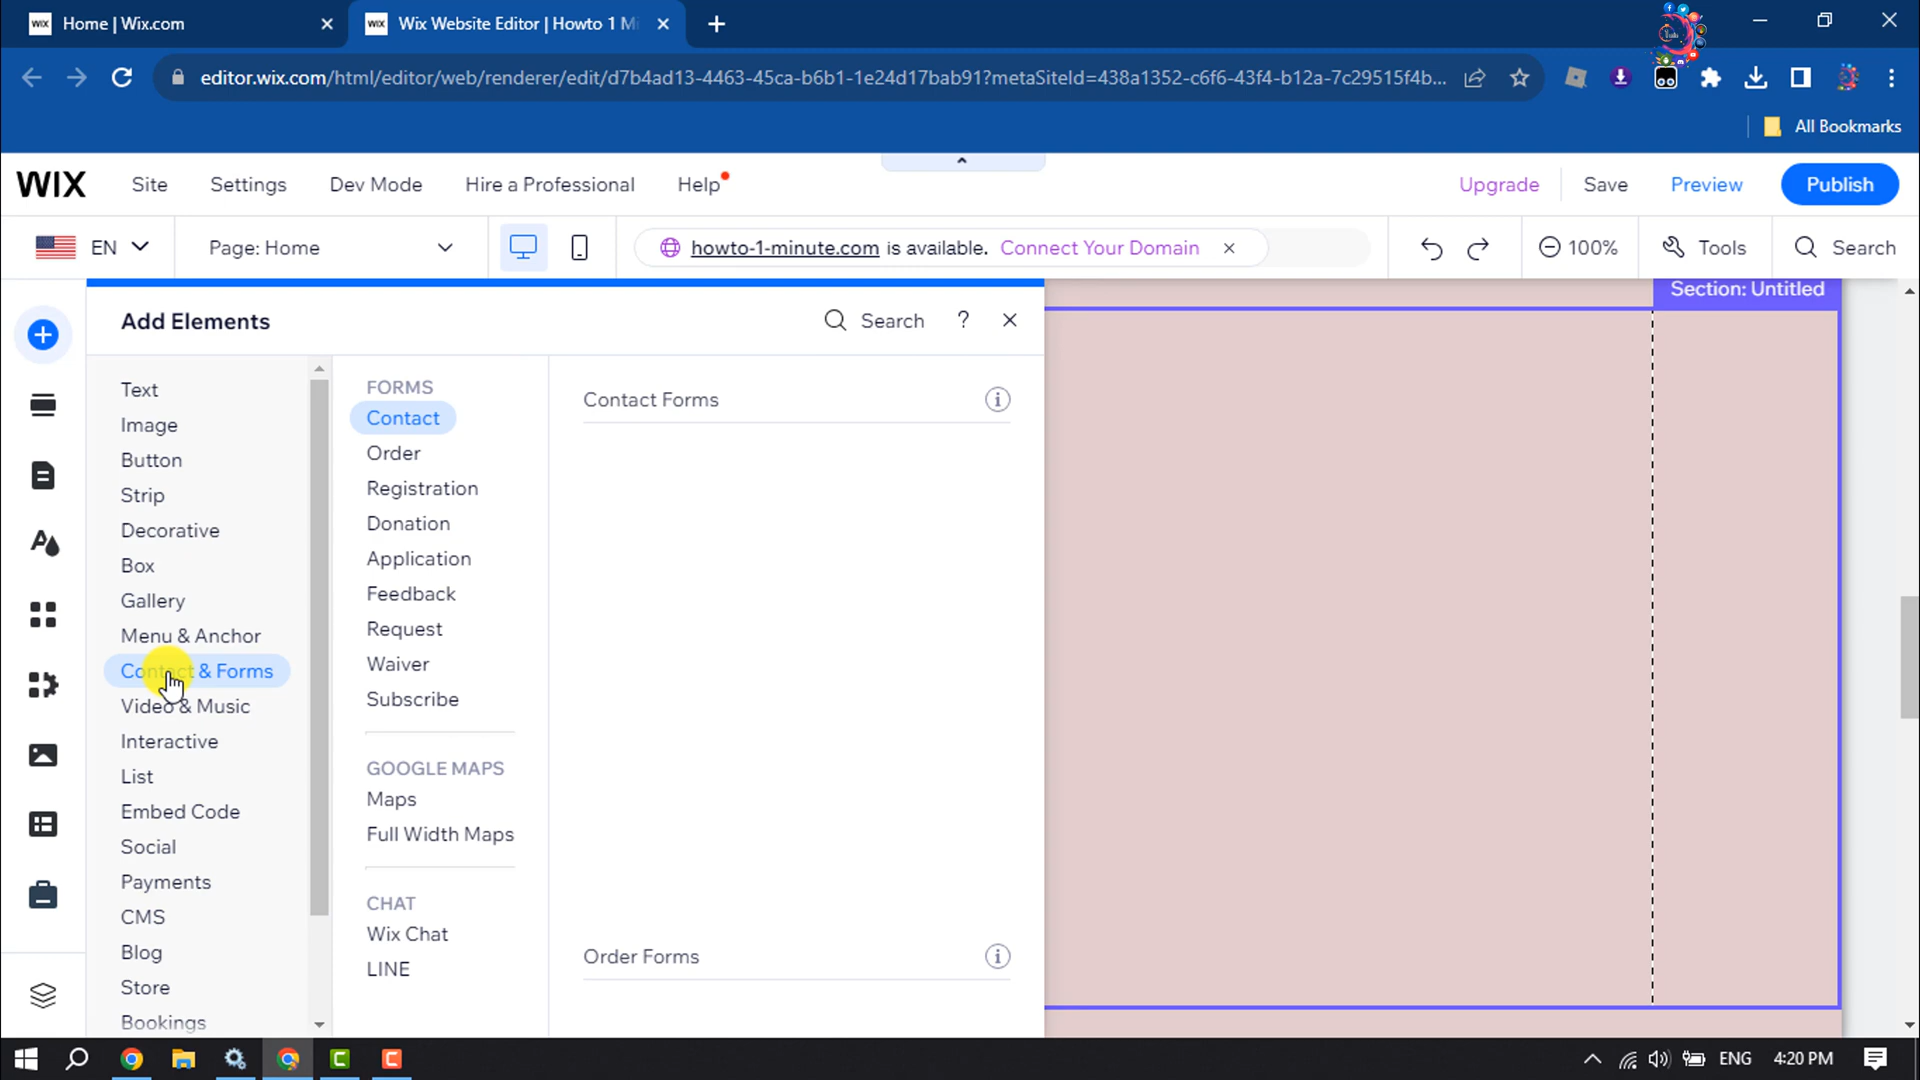 WIX Home | Wix.com
WIX Wix Website Editor | Howto 1 Mi
editor.wix.com/html/editor/web/renderer/edit/d7b4ad13-4463-45ca-b6b1-1e24d17bab91?metaSiteId=438a1352-c6f6-43f4-b12a-7c29515f4b...
All Bookmarks
WIX Site Settings Dev Mode Hire a Professional Help Upgrade Save Preview Publish
EN Page: Home howto-1-minute.com is available. Connect Your Domain 100% Tools Search
Section: Untitled
Add Elements Search ?
Text
Image
Button
Strip
Decorative
Box
Gallery
Menu & Anchor
Contact & Forms
Video & Music
Interactive
List
Embed Code
Social
Payments
CMS
Blog
Store
Bookings
FORMS
Contact
Order
Registration
Donation
Application
Feedback
Request
Waiver
Subscribe
GOOGLE MAPS
Maps
Full Width Maps
CHAT
Wix Chat
LINE
Contact Forms
Order Forms
ENG 4:20 PM